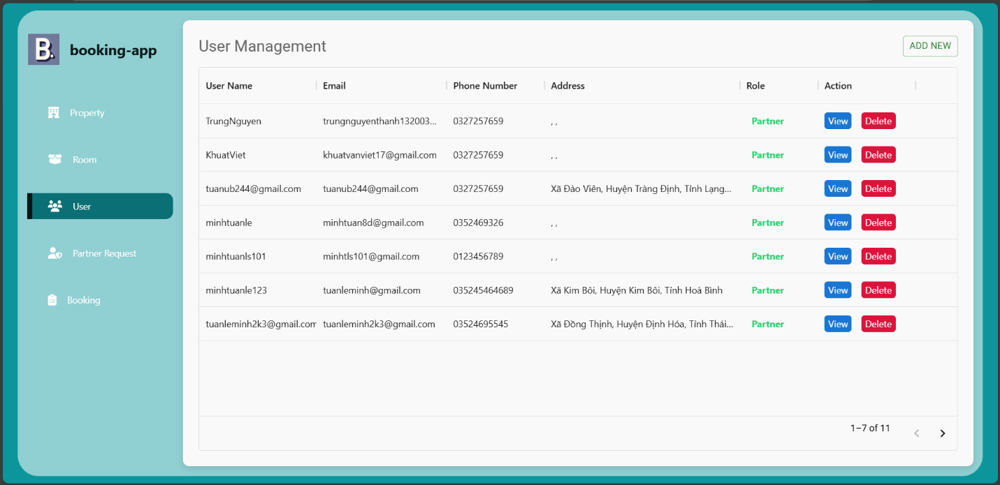 B.
booking-app
Property
Room
User
Partner Request
Booking
User Management
ADD NEW
User Name Email Phone Number Address Role Action
TrungNguyen trungnguyenthanh132003... 0327257659 , , Partner View Delete
KhuatViet khuatvanviet17@gmail.com 0327257659 , , Partner View Delete
tuanub244@gmail.com tuanub244@gmail.com 0327257659 Xã Đào Viên, Huyện Tràng Định, Tỉnh Lạng... Partner View Delete
minhtuanle minhtuan8d@gmail.com 0352469326 , , Partner View Delete
minhtuanls101 minhtls101@gmail.com 0123456789 , , Partner View Delete
minhtuanle123 tuanleminh@gmail.com 035245464689 Xã Kim Bôi, Huyện Kim Bôi, Tỉnh Hoà Bình Partner View Delete
tuanleminh2k3@gmail.com tuanleminh2k3@gmail.com 03524695545 Xã Đồng Thịnh, Huyện Định Hóa, Tỉnh Thái... Partner View Delete
1–7 of 11